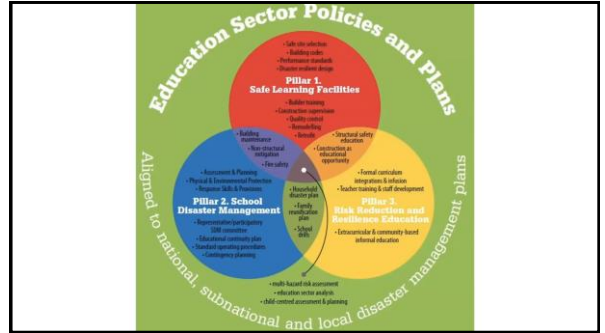 Education Sector Policies and Plans
• Safe site selection
• Building codes
• Performance standards
• Disaster resilient design
Pillar 1.
Safe Learning Facilities
• Builder training
• Construction supervision
• Quality control
• Remodelling
• Retrofit
• Building
maintenance
• Non-structural
mitigation
• Fire safety
• Structural safety
education
• Construction as
educational
opportunity
• Assessment & Planning
• Physical & Environmental Protection
• Response Skills & Provisions
Pillar 2. School
Disaster Management
• Representative/participatory
SDM committee
• Educational continuity plan
• Standard operating procedures
• Contingency planning
• Household
disaster plan
• Family
reunification
plan
• School
drills
• Formal curriculum
integrations & infusion
• Teacher training & staff development
Pillar 3.
Risk Reduction and
Resilience Education
• Extracurricular & community-based
informal education
• multi-hazard risk assessment
• education sector analysis
• child-centred assessment & planning
Aligned to national, subnational and local disaster management plans